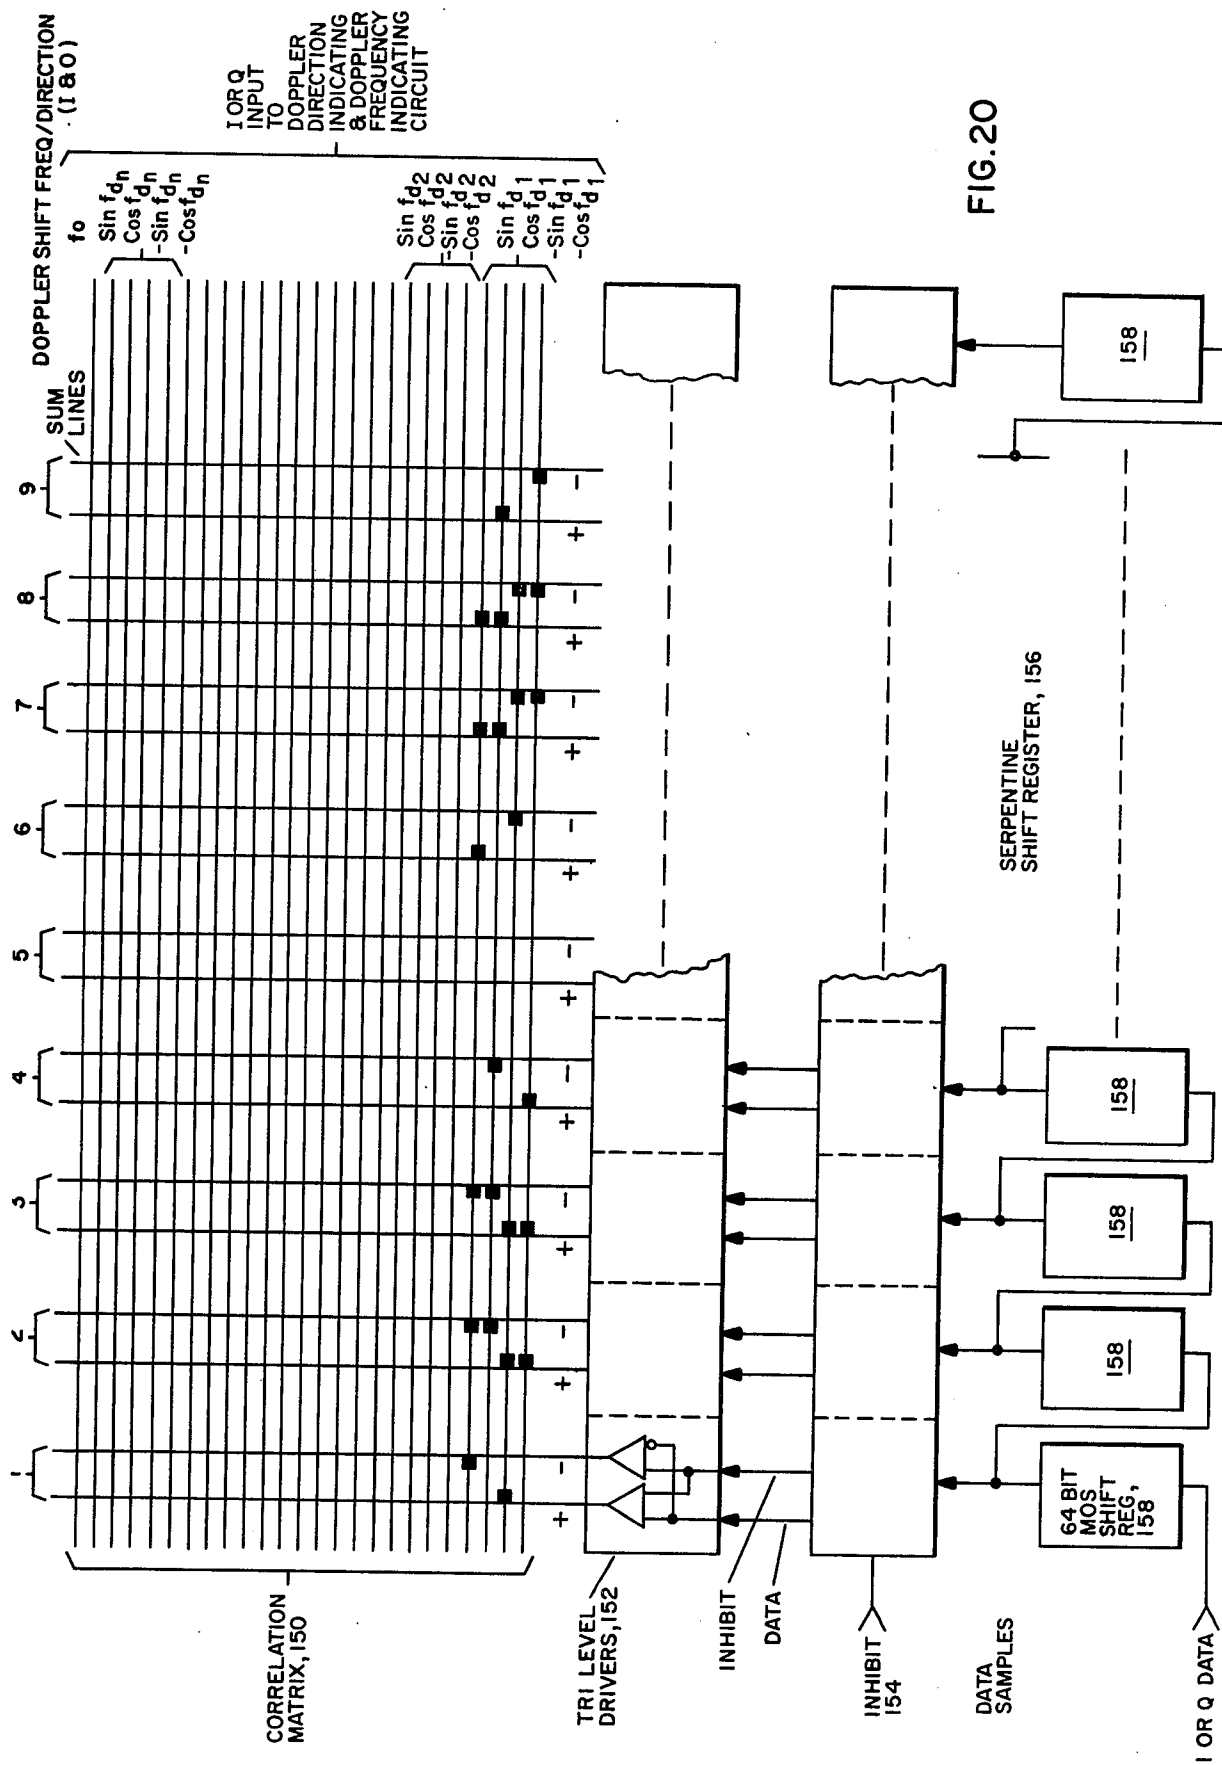 DOPPLER SHIFT FREQ/DIRECTION
(I & O)
SUM
LINES
fo
Sin fdn
Cos fdn
-Sin fdn
-Cos fdn
Sin fd2
Cos fd2
-Sin fd2
-Cos fd2
Sin fd1
Cos fd1
-Sin fd1
-Cos fd1
I OR Q
INPUT
TO
DOPPLER
DIRECTION
INDICATING
& DOPPLER
FREQUENCY
INDICATING
CIRCUIT
1
2
3
4
5
6
7
8
9
CORRELATION
MATRIX, 150
+ - + - + - + - + - + - + - + - + -
TRI LEVEL
DRIVERS, 152
INHIBIT
DATA
INHIBIT
154
DATA
SAMPLES
SERPENTINE
SHIFT REGISTER, 156
64 BIT
MOS
SHIFT
REG,
158
158
158
158
158
I OR Q DATA
FIG. 20